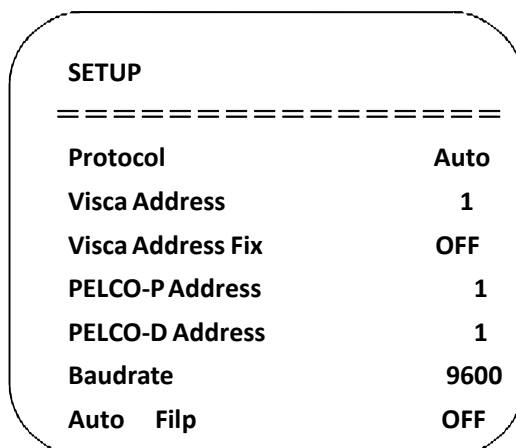 SETUP
================
Protocol Auto
Visca Address 1
Visca Address Fix OFF
PELCO-P Address 1
PELCO-D Address 1
Baudrate 9600
Auto Filp OFF